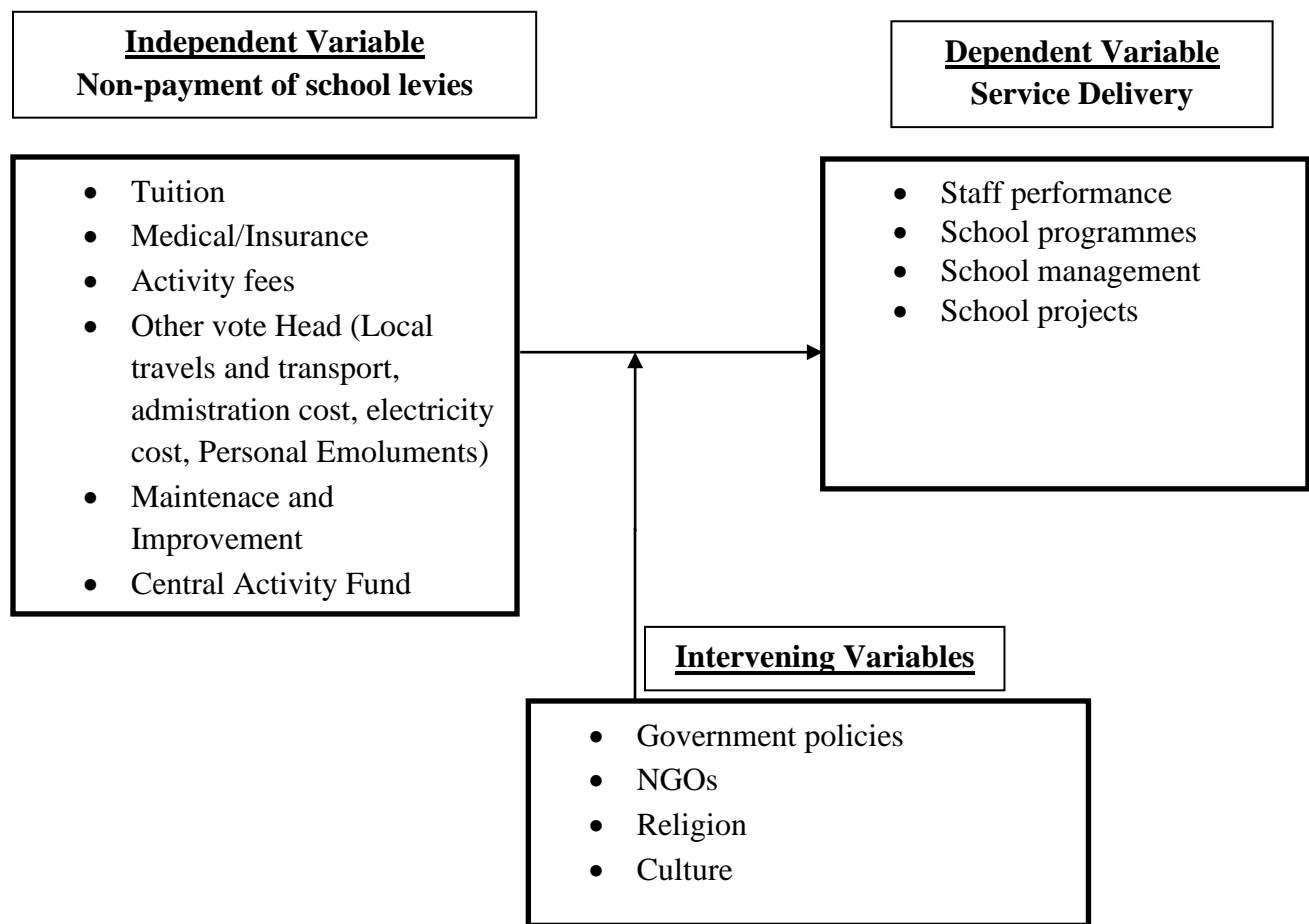 Independent Variable
Non-payment of school levies
Dependent Variable
Service Delivery
• Tuition
• Medical/Insurance
• Activity fees
• Other vote Head (Local
travels and transport,
admistration cost, electricity
cost, Personal Emoluments)
• Maintenace and
Improvement
• Central Activity Fund
• Staff performance
• School programmes
• School management
• School projects
Intervening Variables
• Government policies
• NGOs
• Religion
• Culture